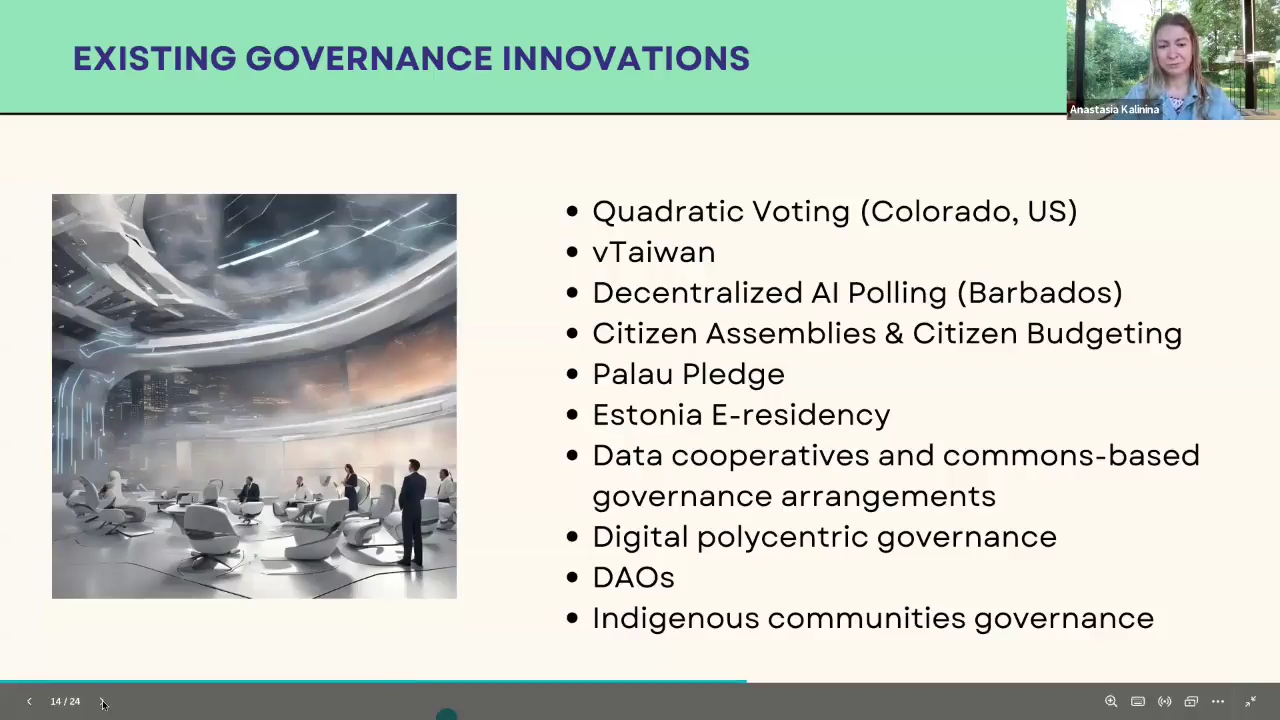 EXISTING GOVERNANCE INNOVATIONS
Anastasia Kalinina
• Quadratic Voting (Colorado, US)
• vTaiwan
• Decentralized AI Polling (Barbados)
• Citizen Assemblies & Citizen Budgeting
• Palau Pledge
• Estonia E-residency
• Data cooperatives and commons-based
governance arrangements
• Digital polycentric governance
• DAOs
• Indigenous communities governance
14 / 24